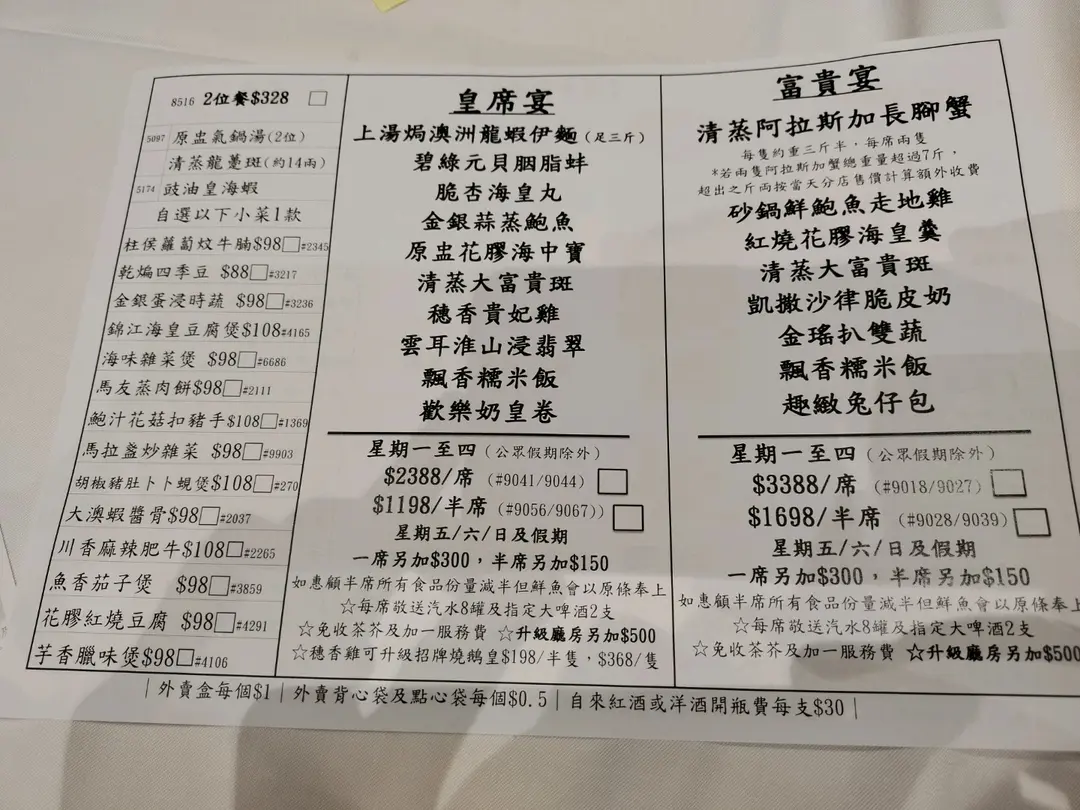 8516 2位餐$328 □
5097 原盅氣鍋湯(2位)
清蒸龍躉斑(約14兩)
5174 豉油皇海蝦
自選以下小菜1款
柱侯蘿蔔炆牛腩$98□#2345
乾煸四季豆 $88□#3217
金銀蛋浸時蔬 $98□#3236
錦江海皇豆腐煲$108#4165
海味雜菜煲 $98□#6686
馬友蒸肉餅$98□#2111
鮑汁花菇扣豬手$108□#1369
馬拉盞炒雜菜 $98□#9903
胡椒豬肚卜卜蜆煲$108□#270
大澳蝦醬骨$98□#2037
川香麻辣肥牛$108□#2265
魚香茄子煲 $98□#3859
花膠紅燒豆腐 $98□#4291
芋香臘味煲$98□#4106
皇席宴
上湯焗澳洲龍蝦伊麵(足三斤)
碧綠元貝胭脂蚌
脆杏海皇丸
金銀蒜蒸鮑魚
原盅花膠海中寶
清蒸大富貴斑
穗香貴妃雞
雲耳淮山浸翡翠
飄香糯米飯
歡樂奶皇卷
星期一至四(公眾假期除外)
$2388/席 (#9041/9044) □
$1198/半席 (#9056/9067)) □
星期五/六/日及假期
一席另加$300,半席另加$150
如惠顧半席所有食品份量減半但鮮魚會以原條奉上
☆每席敬送汽水8罐及指定大啤酒2支
☆免收茶芥及加一服務費 ☆升級廳房另加$500
☆穗香雞可升級招牌燒鵝皇$198/半隻,$368/隻
富貴宴
清蒸阿拉斯加長腳蟹
每隻約重三斤半,每席兩隻
*若兩隻阿拉斯加蟹總重量超過7斤,
超出之斤兩按當天分店售價計算額外收費
砂鍋鮮鮑魚走地雞
紅燒花膠海皇羹
清蒸大富貴斑
凱撒沙律脆皮奶
金瑤扒雙蔬
飄香糯米飯
趣緻兔仔包
星期一至四(公眾假期除外)
$3388/席 (#9018/9027) □
$1698/半席 (#9028/9039) □
星期五/六/日及假期
一席另加$300,半席另加$150
如惠顧半席所有食品份量減半但鮮魚會以原條奉上
☆每席敬送汽水8罐及指定大啤酒2支
☆免收茶芥及加一服務費 ☆升級廳房另加$500
|外賣盒每個$1|外賣背心袋及點心袋每個$0.5|自來紅酒或洋酒開瓶費每支$30|